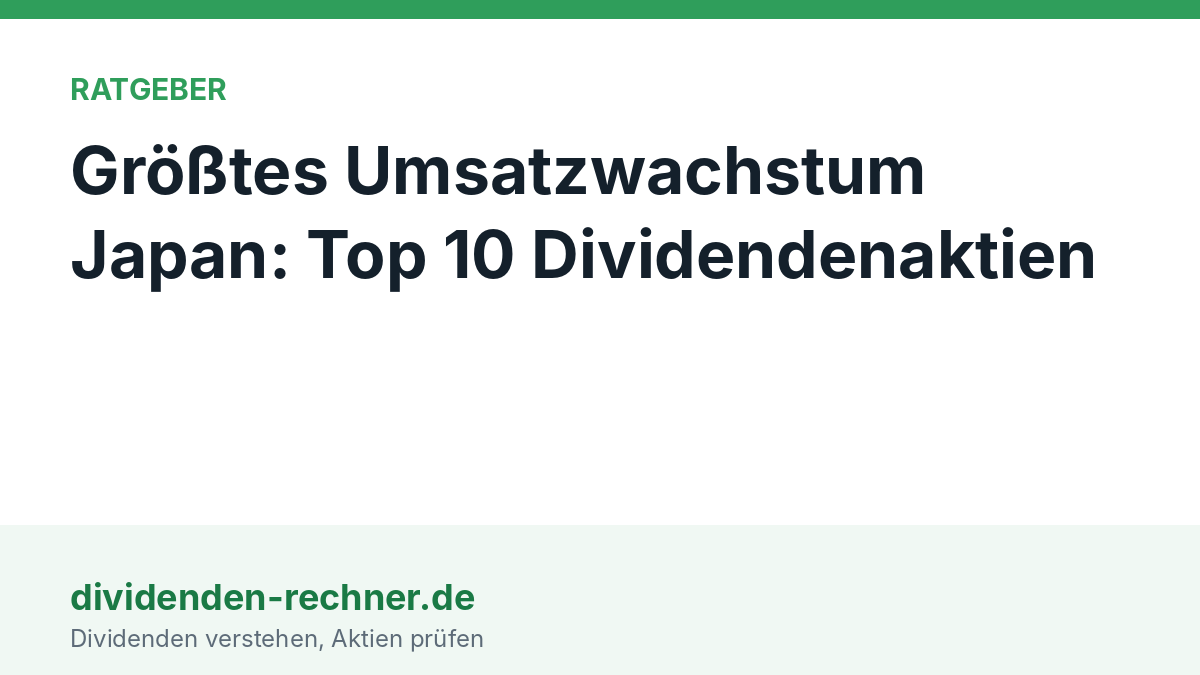 RATGEBER
Größtes Umsatzwachstum
Japan: Top 10 Dividendenaktien
dividenden-rechner.de
Dividenden verstehen, Aktien prüfen